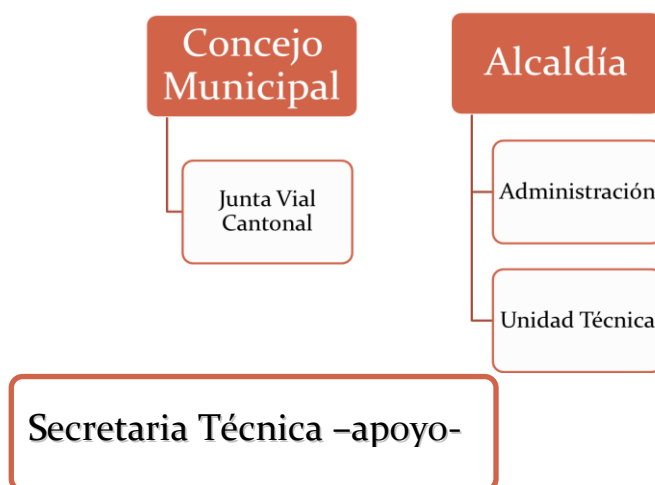 Concejo
Municipal
Alcaldía
Junta Vial
Cantonal
Administración
Unidad Técnica
Secretaria Técnica –apoyo-